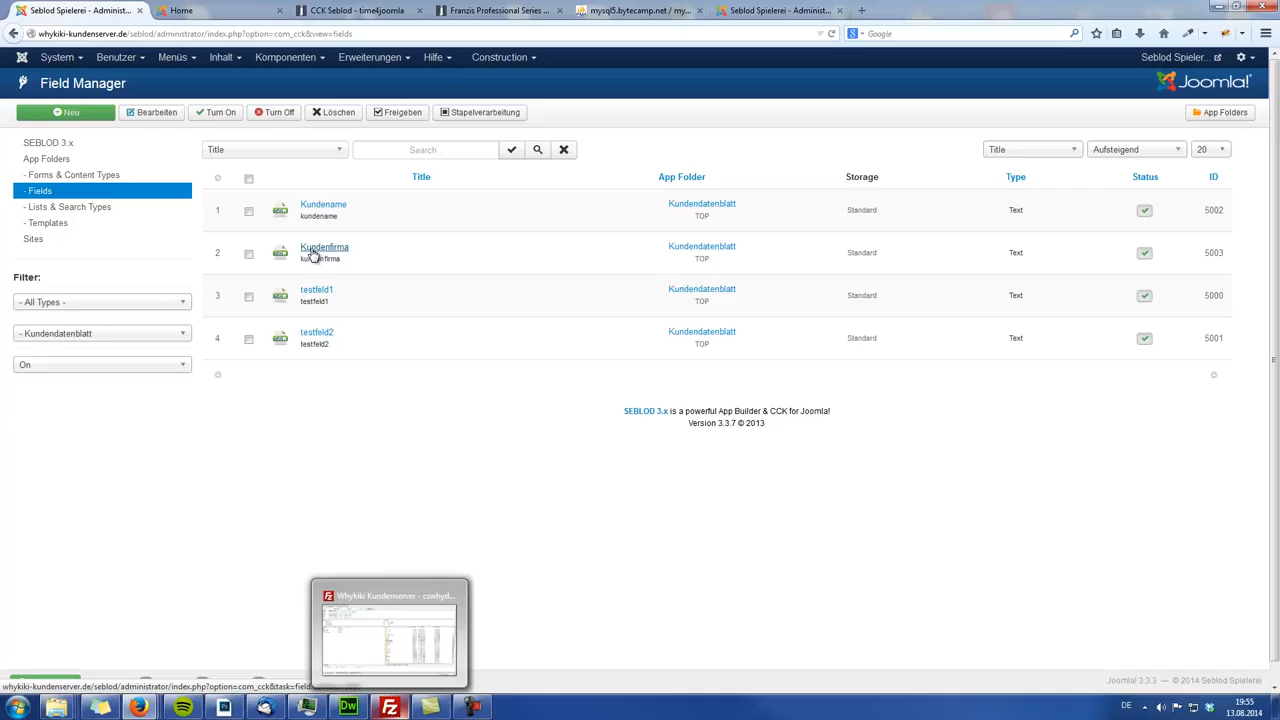 Seblod Spielerei - Administ...
Home
CCK Seblod - time4joomla
Franzis Professional Series ...
mysql5.bytecamp.net / my...
Seblod Spielerei - Administ...
whykiki-kundenserver.de/seblod/administrator/index.php?option=com_cck&view=fields
Google
System
Benutzer
Menüs
Inhalt
Komponenten
Erweiterungen
Hilfe
Construction
Seblod Spieler...
Field Manager
Joomla!
Neu
Bearbeiten
Turn On
Turn Off
Löschen
Freigeben
Stapelverarbeitung
App Folders
SEBLOD 3.x
App Folders
- Forms & Content Types
- Fields
- Lists & Search Types
- Templates
Sites
Filter:
- All Types -
- Kundendatenblatt
On
Title
Search
Title
Aufsteigend
20
Title
App Folder
Storage
Type
Status
ID
1
Kundename
kundename
Kundendatenblatt
TOP
Standard
Text
5002
2
Kundenfirma
Kundendatenblatt
TOP
Standard
Text
5003
3
testfeld1
testfeld1
Kundendatenblatt
TOP
Standard
Text
5000
4
testfeld2
testfeld2
Kundendatenblatt
TOP
Standard
Text
5001
SEBLOD 3.x is a powerful App Builder & CCK for Joomla!
Version 3.3.7 © 2013
Whykiki Kundenserver - cswhyd...
whykiki-kundenserver.de/seblod/administrator/index.php?option=com_cck&task=field
Joomla! 3.3.3 — © 2014 Seblod Spielerei
DE
19:55
13.08.2014